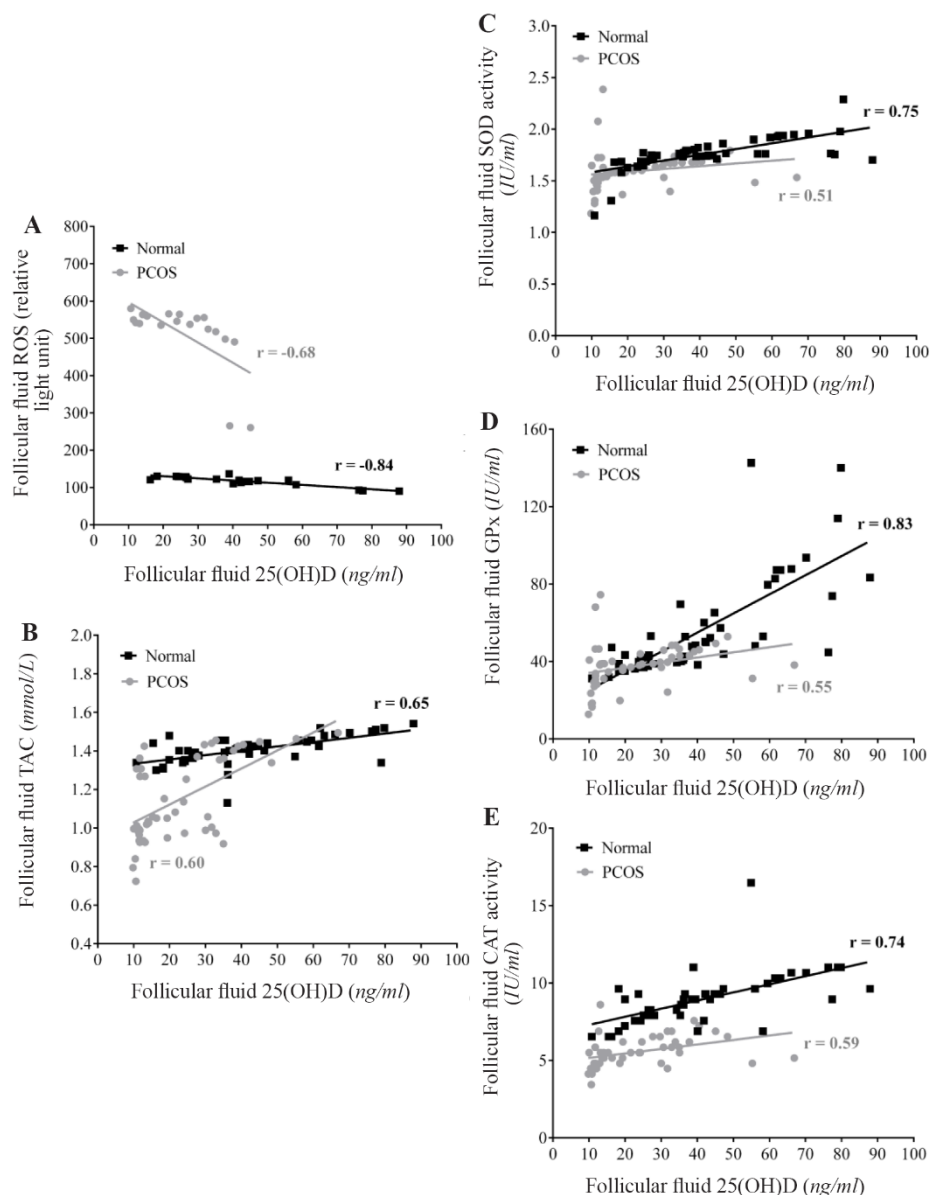 A
Follicular fluid ROS (relative
light unit)
800
700
600
500
400
300
200
100
0
Normal
PCOS
r = -0.68
r = -0.84
0 10 20 30 40 50 60 70 80 90 100
Follicular fluid 25(OH)D (ng/ml)
B
Follicular fluid TAC (mmol/L)
2.0
1.8
1.6
1.4
1.2
1.0
0.8
0.6
0.4
Normal
PCOS
r = 0.65
r = 0.60
0 10 20 30 40 50 60 70 80 90 100
Follicular fluid 25(OH)D (ng/ml)
C
Follicular fluid SOD activity
(IU/ml)
3.0
2.5
2.0
1.5
1.0
0.5
0.0
Normal
PCOS
r = 0.75
r = 0.51
0 10 20 30 40 50 60 70 80 90 100
Follicular fluid 25(OH)D (ng/ml)
D
Follicular fluid GPx (IU/ml)
160
120
80
40
0
Normal
PCOS
r = 0.83
r = 0.55
0 10 20 30 40 50 60 70 80 90 100
Follicular fluid 25(OH)D (ng/ml)
E
Follicular fluid CAT activity
(IU/ml)
20
15
10
5
0
Normal
PCOS
r = 0.74
r = 0.59
0 10 20 30 40 50 60 70 80 90 100
Follicular fluid 25(OH)D (ng/ml)